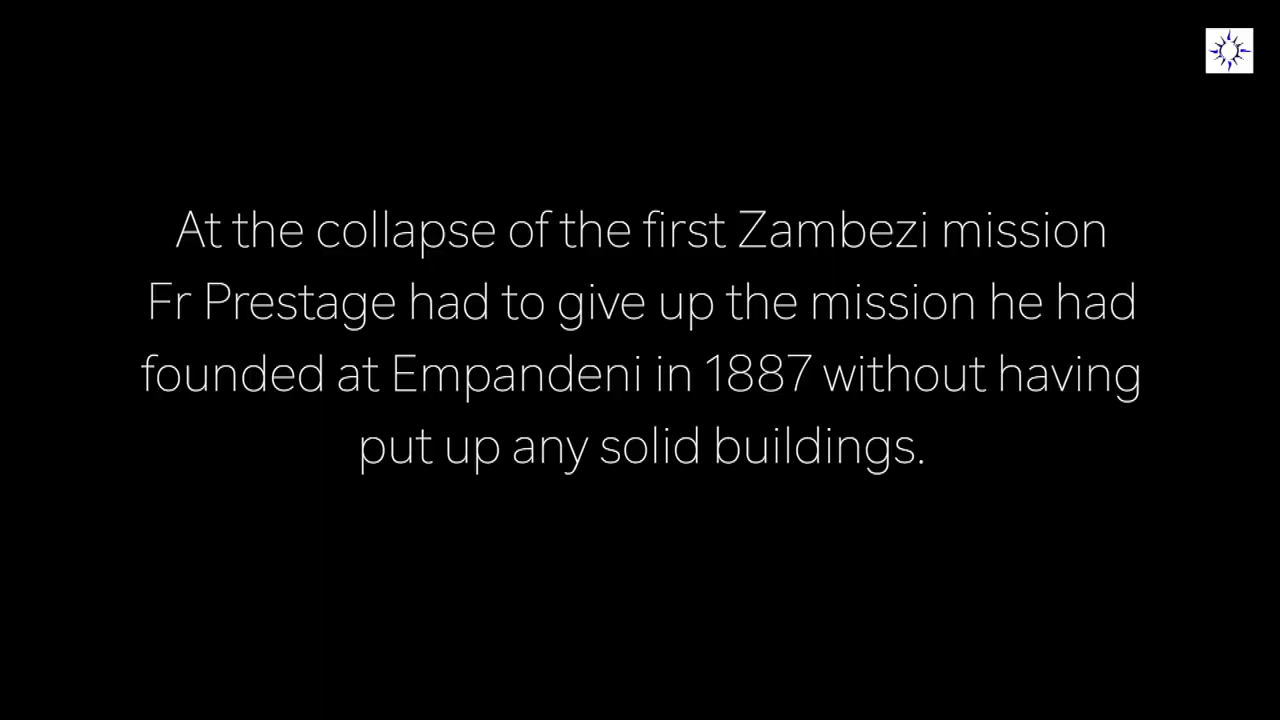 At the collapse of the first Zambezi mission
Fr Prestage had to give up the mission he had
founded at Empandeni in 1887 without having
put up any solid buildings.